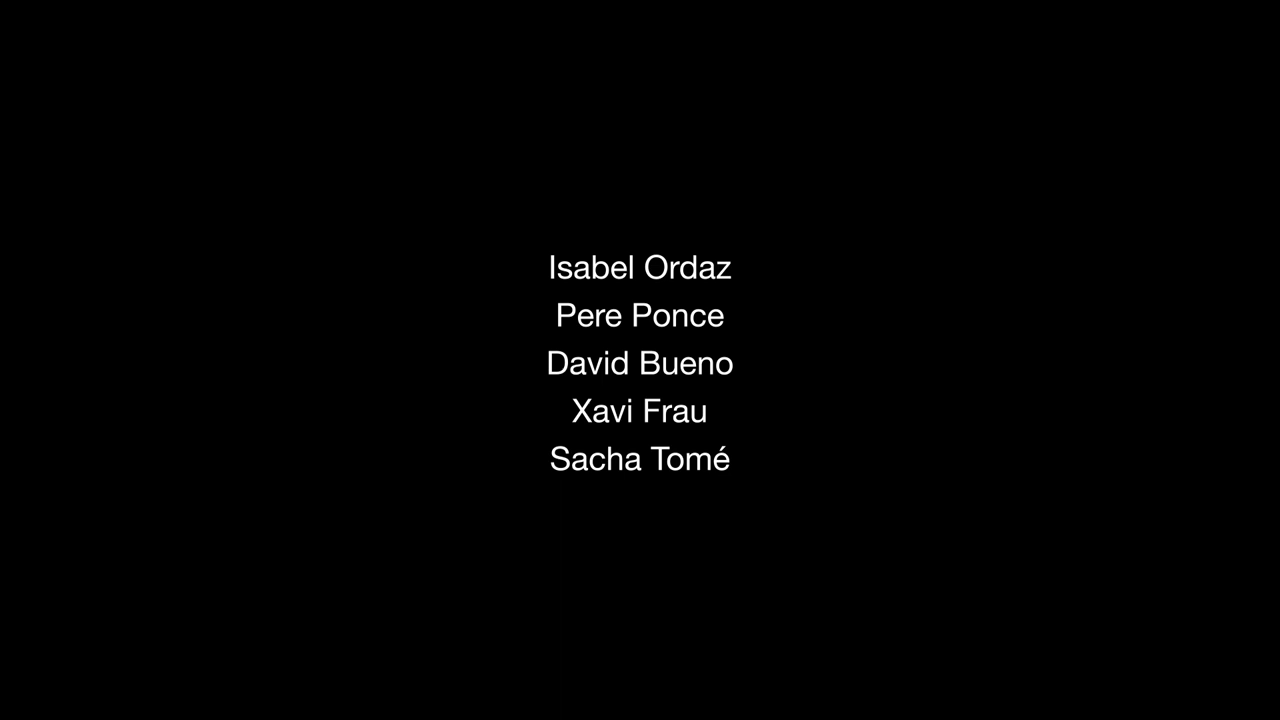 Isabel Ordaz
Pere Ponce
David Bueno
Xavi Frau
Sacha Tomé